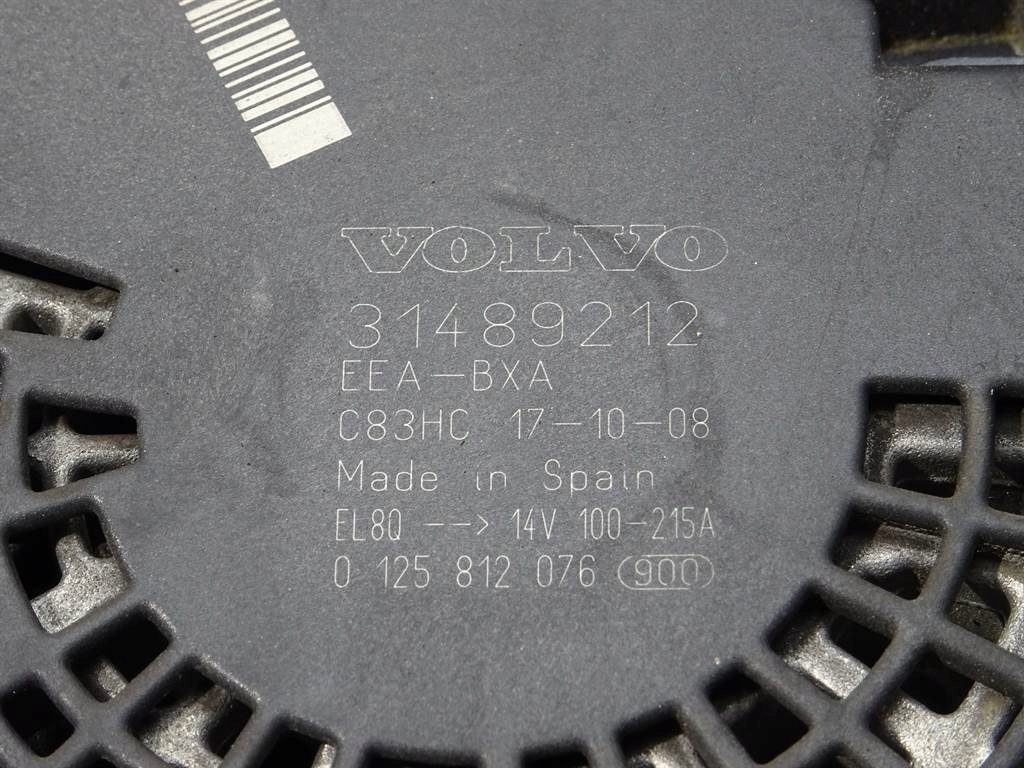 VOLVO
31489212
EEA-BXA
C83HC 17-10-08
Made in Spain
EL8Q --> 14V 100-215A
0 125 812 076 900